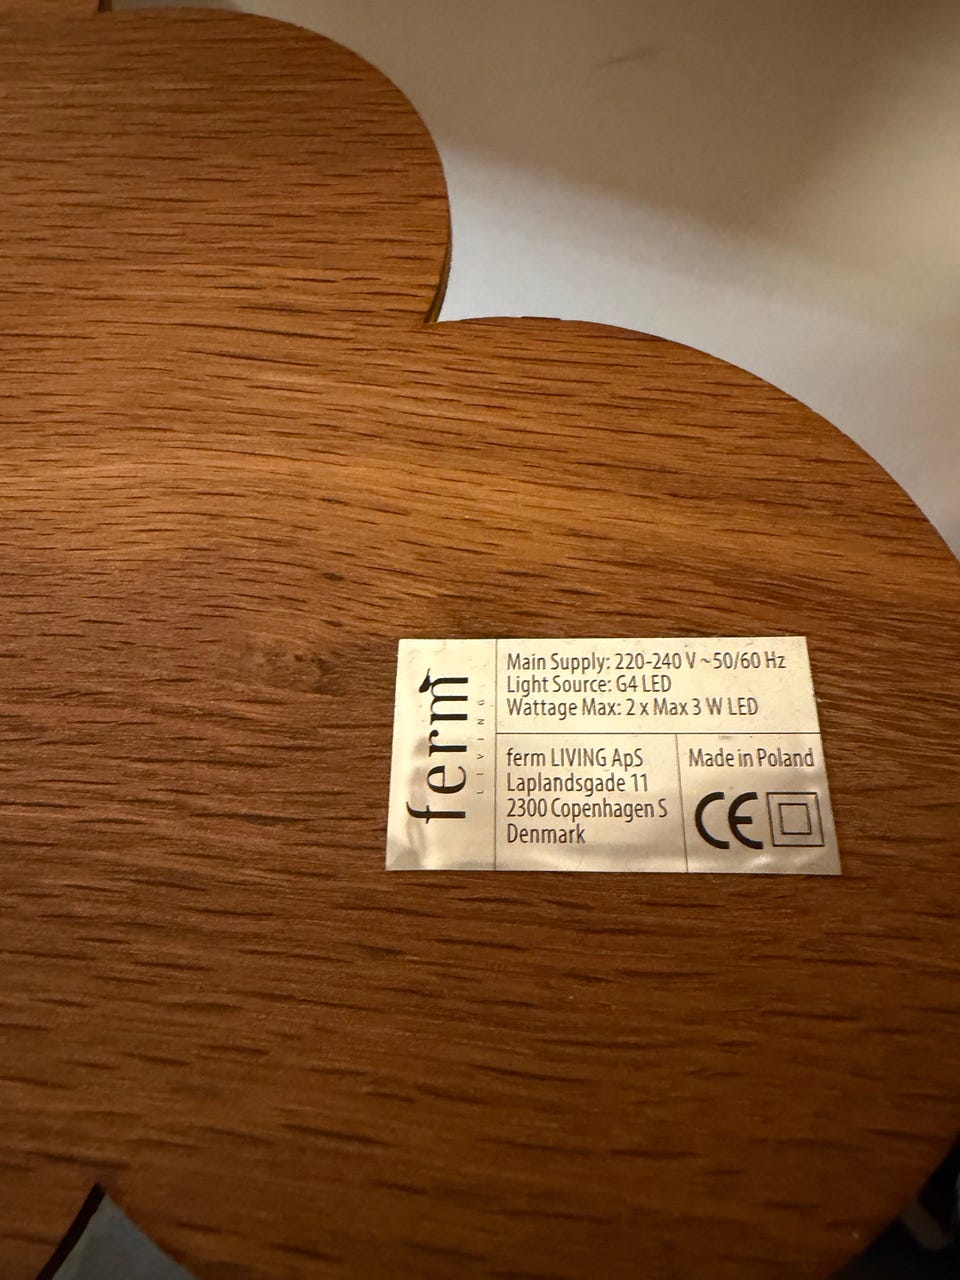 ferm
LIVING
Main Supply: 220-240 V ~ 50/60 Hz
Light Source: G4 LED
Wattage Max: 2 x Max 3 W LED
ferm LIVING ApS
Laplandsgade 11
2300 Copenhagen S
Denmark
Made in Poland
CE